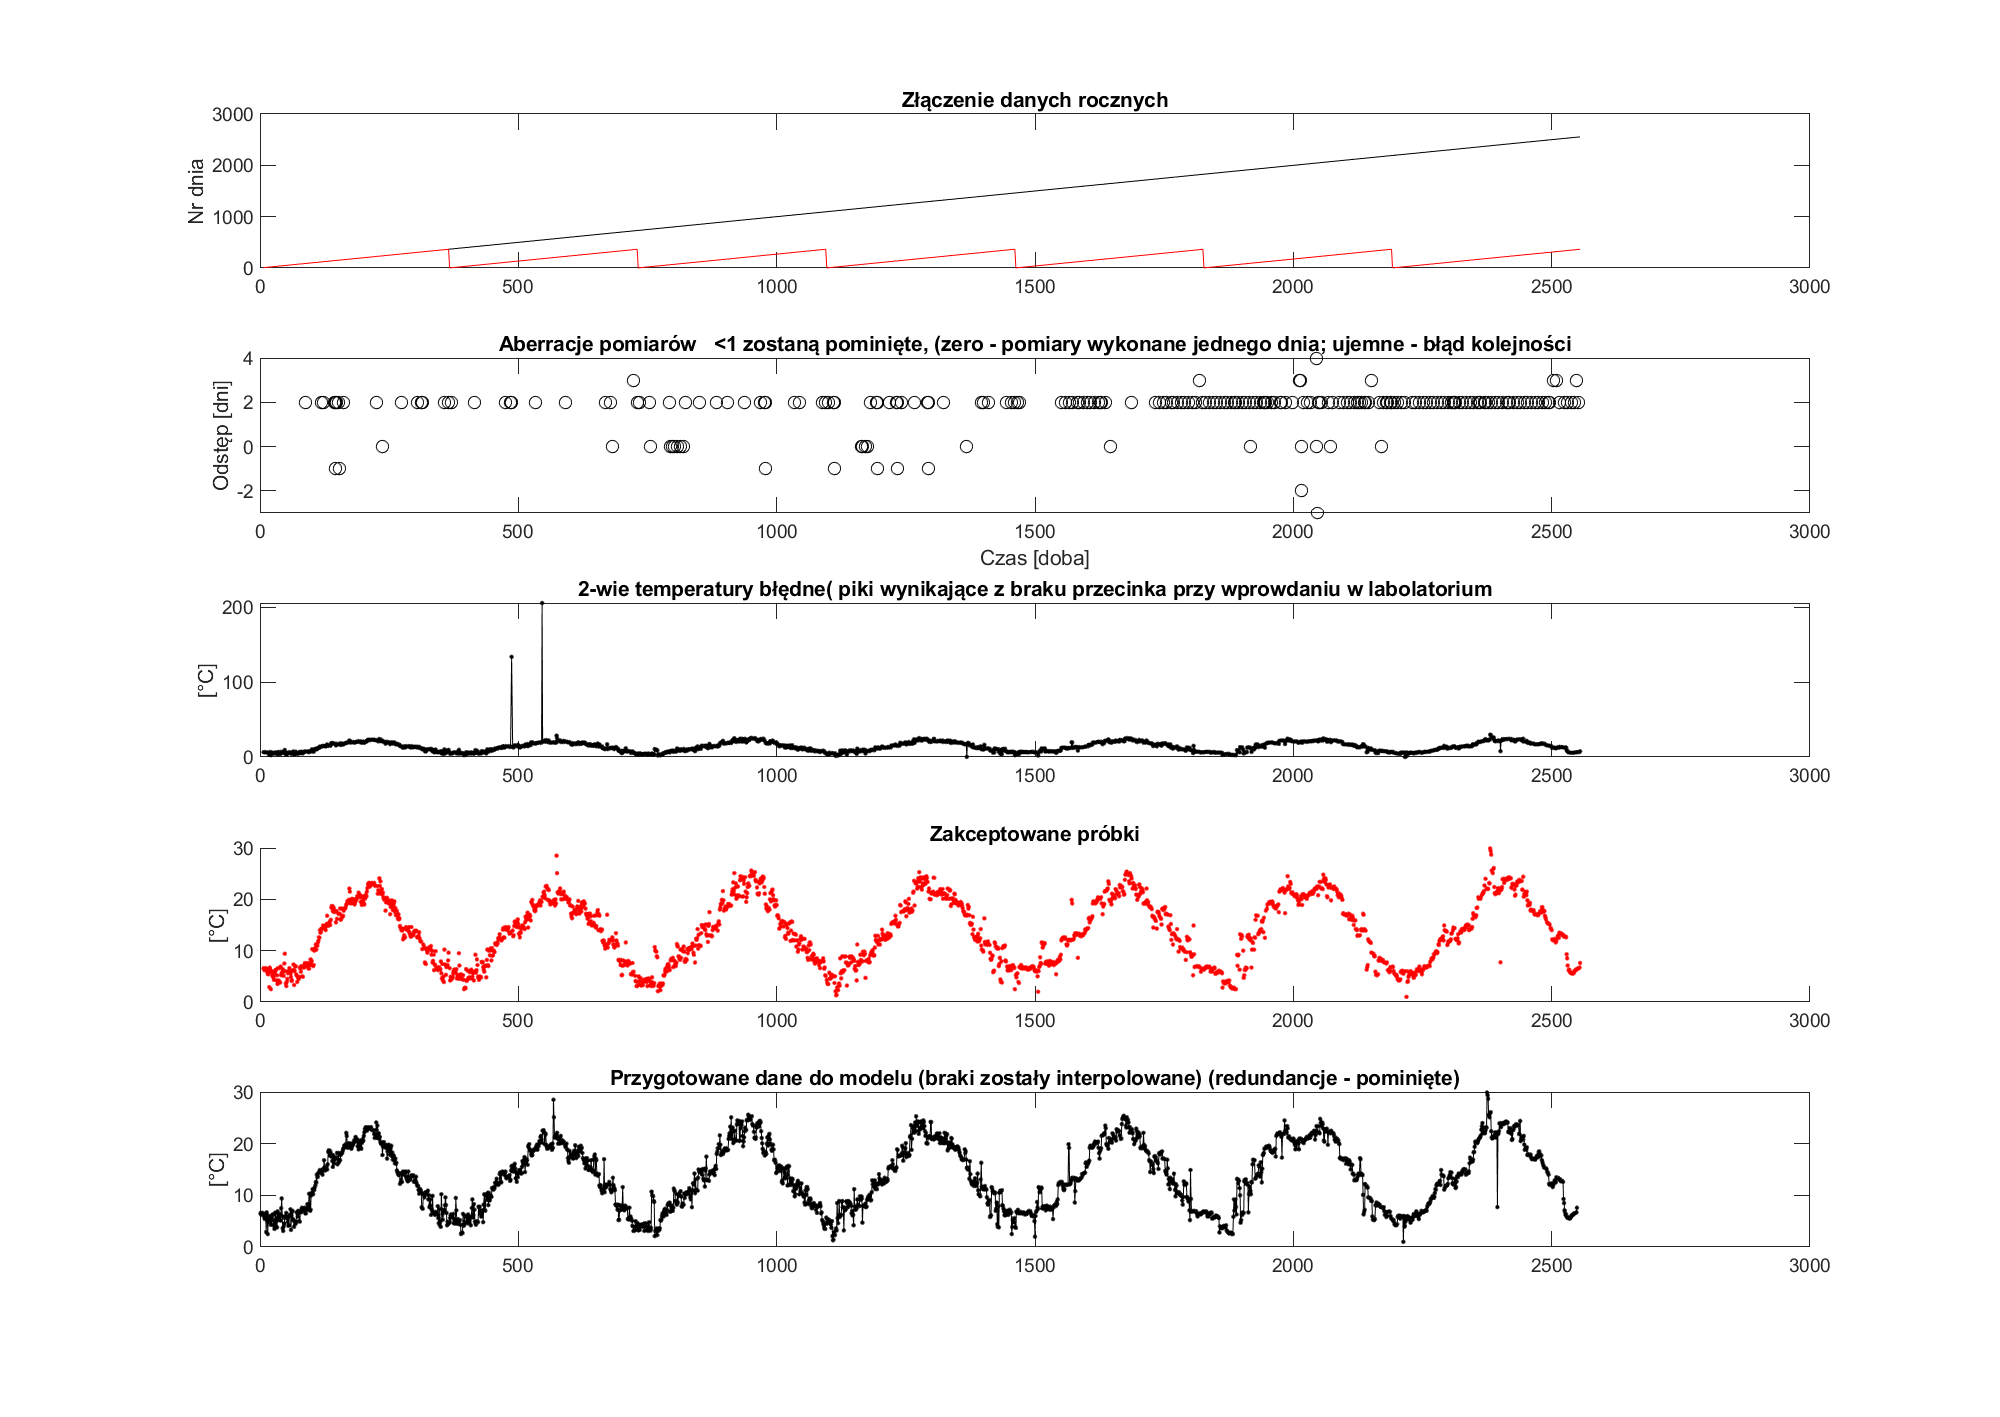 Złączenie danych rocznych
3000
2000
1000
0
Nr dnia
0 500 1000 1500 2000 2500 3000
Aberracje pomiarów <1 zostaną pominięte, (zero - pomiary wykonane jednego dnia; ujemne - błąd kolejności
4
2
0
-2
Odstęp [dni]
0 500 1000 1500 2000 2500 3000
Czas [doba]
2-wie temperatury błędne( piki wynikające z braku przecinka przy wprowdaniu w labolatorium
200
100
0
[°C]
0 500 1000 1500 2000 2500 3000
Zakceptowane próbki
30
20
10
0
[°C]
0 500 1000 1500 2000 2500 3000
Przygotowane dane do modelu (braki zostały interpolowane) (redundancje - pominięte)
30
20
10
0
[°C]
0 500 1000 1500 2000 2500 3000